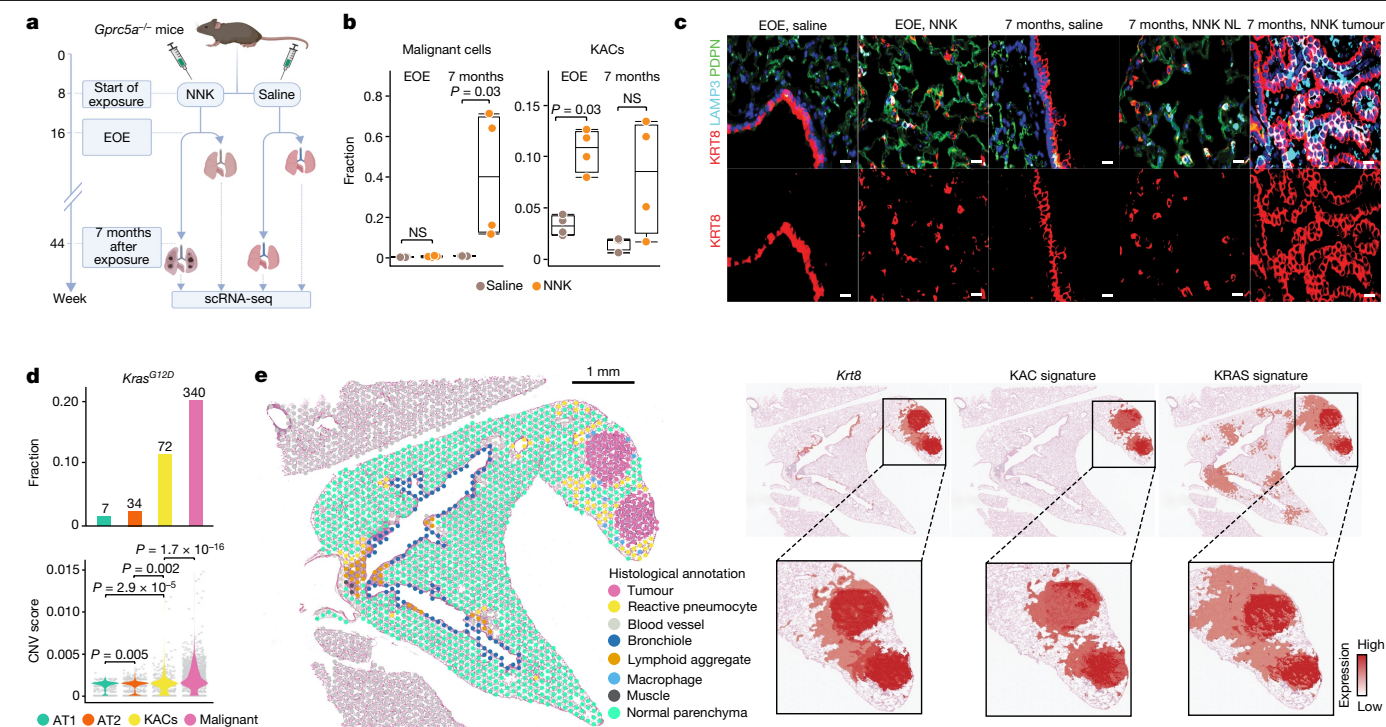 a
Gprc5a–/– mice
0
8
16
44
Week
Start of
exposure
EOE
7 months
after
exposure
NNK
Saline
scRNA-seq
b
Malignant cells
KACs
EOE
7 months
P = 0.03
NS
Fraction
0.8
0.6
0.4
0.2
0
EOE
7 months
P = 0.03
NS
0.15
0.10
0.05
0
Saline
NNK
c
EOE, saline
EOE, NNK
7 months, saline
7 months, NNK NL
7 months, NNK tumour
KRT8 LAMP3 PDPN
KRT8
d
KrasG12D
Fraction
0.20
0.10
0
7
34
72
340
CNV score
0.015
0.010
0.005
0
P = 1.7 × 10–16
P = 0.002
P = 2.9 × 10–5
P = 0.005
AT1
AT2
KACs
Malignant
e
1 mm
Histological annotation
Tumour
Reactive pneumocyte
Blood vessel
Bronchiole
Lymphoid aggregate
Macrophage
Muscle
Normal parenchyma
Krt8
KAC signature
KRAS signature
Expression
High
Low